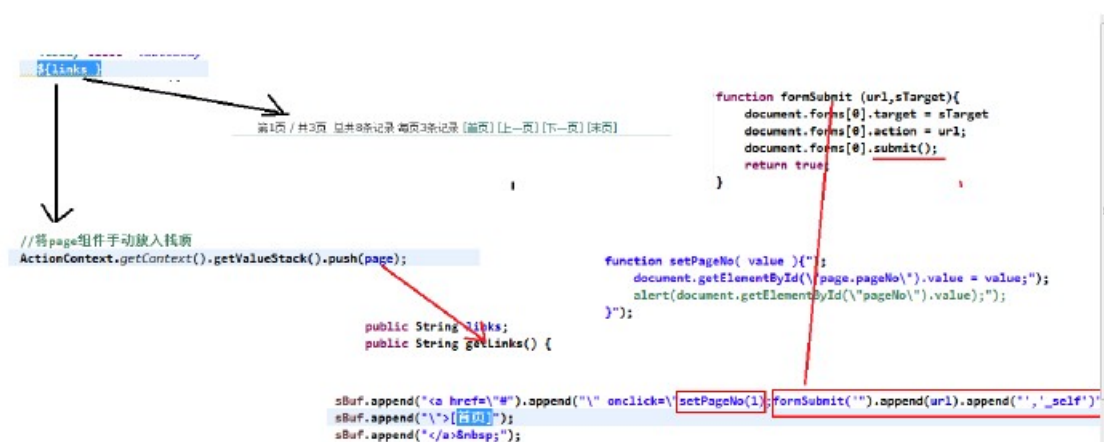 ${links }
第1页 / 共3页 总共8条记录 每页3条记录 [首页] [上一页] [下一页] [末页]
function formSubmit (url,sTarget){
document.forms[0].target = sTarget
document.forms[0].action = url;
document.forms[0].submit();
return true;
}
//将page组件手动放入栈顶
ActionContext.getContext().getValueStack().push(page);
function setPageNo( value ){");
document.getElementById(\"page.pageNo\").value = value;");
alert(document.getElementById(\"pageNo\").value);");
}");
public String links;
public String getLinks() {
sBuf.append("<a href=\"#").append("\" onclick=\"setPageNo(1);formSubmit('").append(url).append("','_self')"
sBuf.append("\">[首页]");
sBuf.append("</a>&nbsp;");